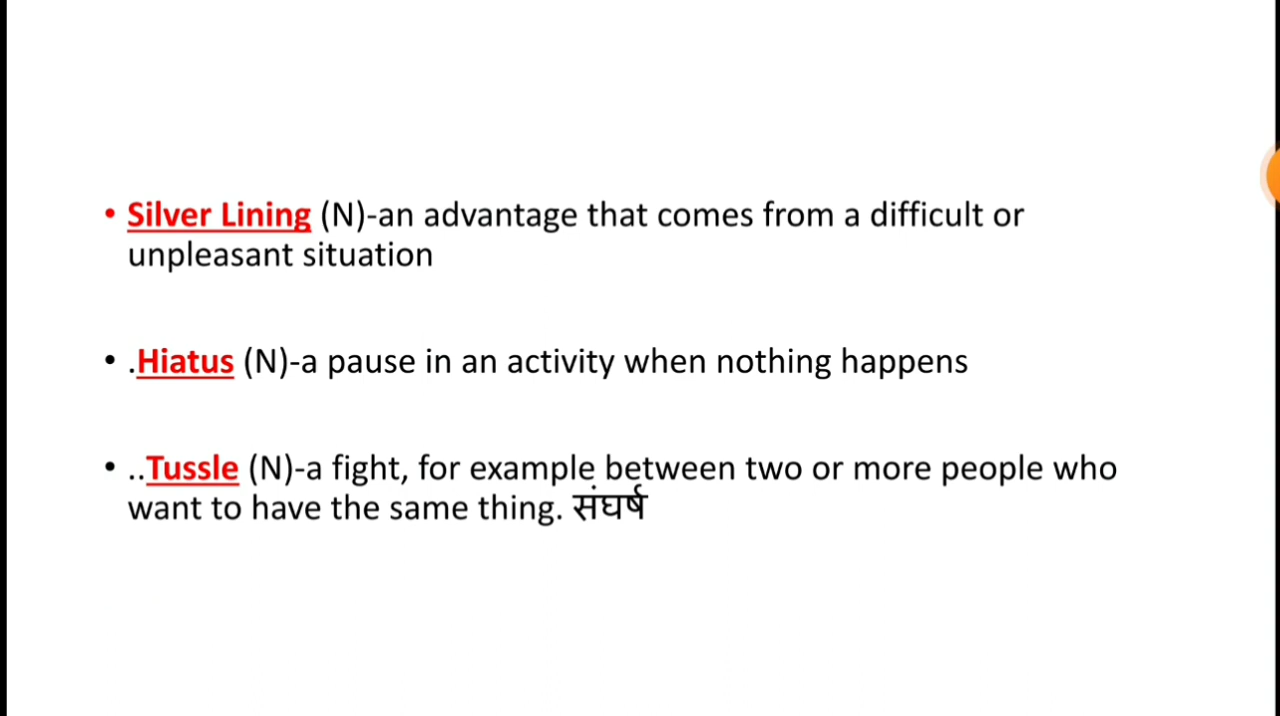 • Silver Lining (N)-an advantage that comes from a difficult or
unpleasant situation
• .Hiatus (N)-a pause in an activity when nothing happens
• ..Tussle (N)-a fight, for example between two or more people who
want to have the same thing. संघर्ष